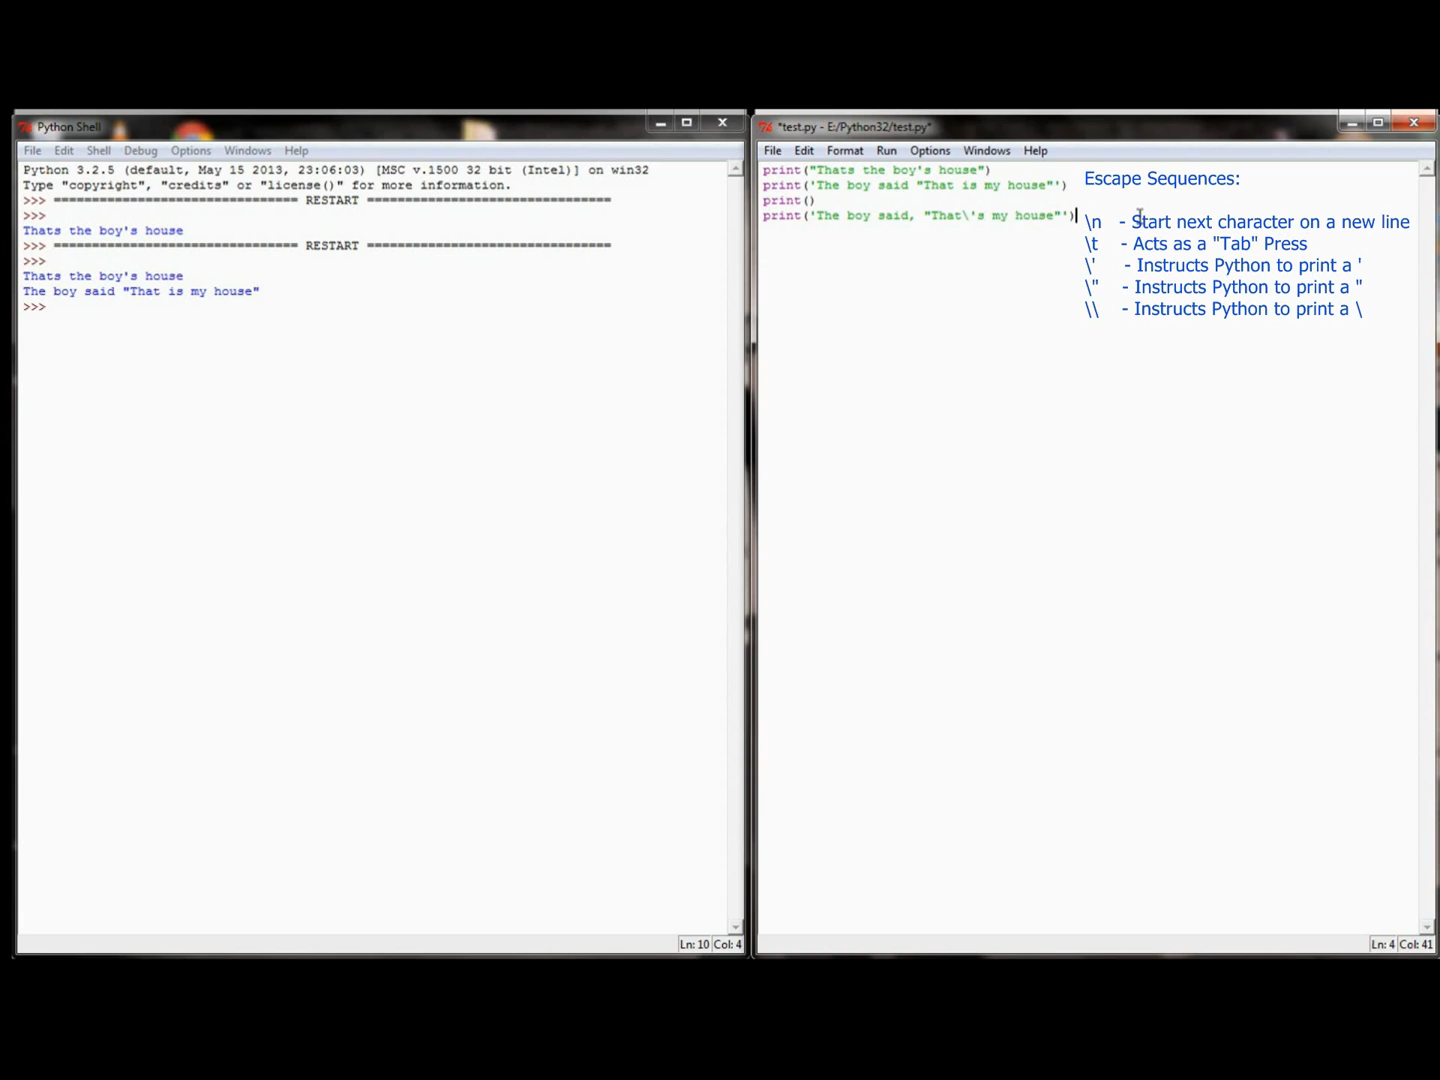 Python Shell
File Edit Shell Debug Options Windows Help
Python 3.2.5 (default, May 15 2013, 23:06:03) [MSC v.1500 32 bit (Intel)] on win32
Type "copyright", "credits" or "license()" for more information.
>>> ================================ RESTART ================================
>>>
Thats the boy's house
>>> ================================ RESTART ================================
>>>
Thats the boy's house
The boy said "That is my house"
>>>
Ln: 10 Col: 4
*test.py - E:/Python32/test.py*
File Edit Format Run Options Windows Help
print("Thats the boy's house")
print('The boy said "That is my house"')
print()
print('The boy said, "That\'s my house"')
Escape Sequences:
\n - Start next character on a new line
\t - Acts as a "Tab" Press
\' - Instructs Python to print a '
\" - Instructs Python to print a "
\\ - Instructs Python to print a \
Ln: 4 Col: 41